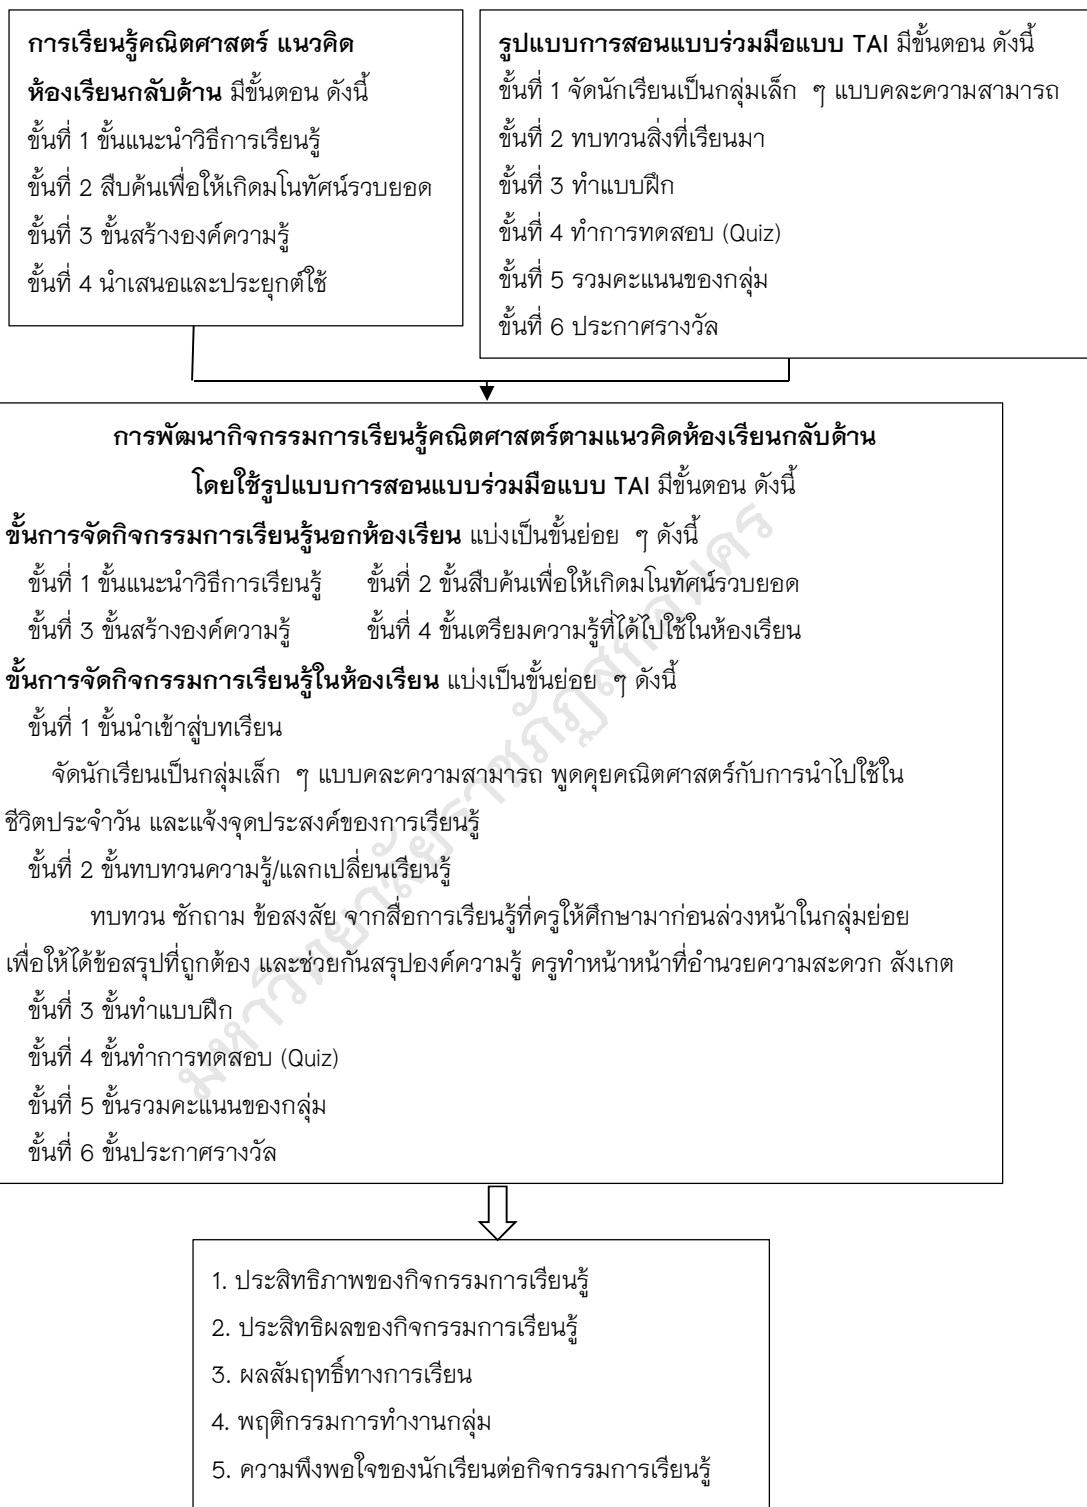 การเรียนรู้คณิตศาสตร์ แนวคิด
ห้องเรียนกลับด้าน มีขั้นตอน ดังนี้
ขั้นที่ 1 ขั้นแนะนำวิธีการเรียนรู้
ขั้นที่ 2 สืบค้นเพื่อให้เกิดมโนทัศน์รวบยอด
ขั้นที่ 3 ขั้นสร้างองค์ความรู้
ขั้นที่ 4 นำเสนอและประยุกต์ใช้
รูปแบบการสอนแบบร่วมมือแบบ TAI มีขั้นตอน ดังนี้
ขั้นที่ 1 จัดนักเรียนเป็นกลุ่มเล็ก ๆ แบบคละความสามารถ
ขั้นที่ 2 ทบทวนสิ่งที่เรียนมา
ขั้นที่ 3 ทำแบบฝึก
ขั้นที่ 4 ทำการทดสอบ (Quiz)
ขั้นที่ 5 รวมคะแนนของกลุ่ม
ขั้นที่ 6 ประกาศรางวัล
การพัฒนากิจกรรมการเรียนรู้คณิตศาสตร์ตามแนวคิดห้องเรียนกลับด้าน
โดยใช้รูปแบบการสอนแบบร่วมมือแบบ TAI มีขั้นตอน ดังนี้
ขั้นการจัดกิจกรรมการเรียนรู้นอกห้องเรียน แบ่งเป็นขั้นย่อย ๆ ดังนี้
ขั้นที่ 1 ขั้นแนะนำวิธีการเรียนรู้ ขั้นที่ 2 ขั้นสืบค้นเพื่อให้เกิดมโนทัศน์รวบยอด
ขั้นที่ 3 ขั้นสร้างองค์ความรู้ ขั้นที่ 4 ขั้นเตรียมความรู้ที่ได้ไปใช้ในห้องเรียน
ขั้นการจัดกิจกรรมการเรียนรู้ในห้องเรียน แบ่งเป็นขั้นย่อย ๆ ดังนี้
ขั้นที่ 1 ขั้นนำเข้าสู่บทเรียน
จัดนักเรียนเป็นกลุ่มเล็ก ๆ แบบคละความสามารถ พูดคุยคณิตศาสตร์กับการนำไปใช้ใน
ชีวิตประจำวัน และแจ้งจุดประสงค์ของการเรียนรู้
ขั้นที่ 2 ขั้นทบทวนความรู้/แลกเปลี่ยนเรียนรู้
ทบทวน ซักถาม ข้อสงสัย จากสื่อการเรียนรู้ที่ครูให้ศึกษามาก่อนล่วงหน้าในกลุ่มย่อย
เพื่อให้ได้ข้อสรุปที่ถูกต้อง และช่วยกันสรุปองค์ความรู้ ครูทำหน้าหน้าที่อำนวยความสะดวก สังเกต
ขั้นที่ 3 ขั้นทำแบบฝึก
ขั้นที่ 4 ขั้นทำการทดสอบ (Quiz)
ขั้นที่ 5 ขั้นรวมคะแนนของกลุ่ม
ขั้นที่ 6 ขั้นประกาศรางวัล
มหาวิทยาลัยราชภัฏสกลนคร
1. ประสิทธิภาพของกิจกรรมการเรียนรู้
2. ประสิทธิผลของกิจกรรมการเรียนรู้
3. ผลสัมฤทธิ์ทางการเรียน
4. พฤติกรรมการทำงานกลุ่ม
5. ความพึงพอใจของนักเรียนต่อกิจกรรมการเรียนรู้